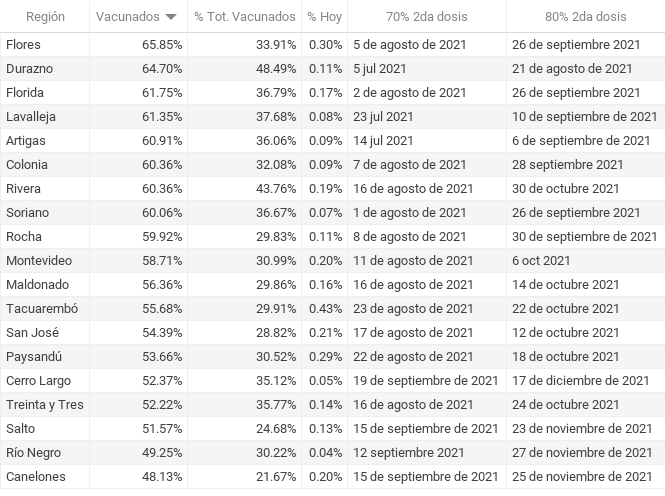 Región Vacunados % Tot. Vacunados % Hoy 70% 2da dosis 80% 2da dosis
Flores 65.85% 33.91% 0.30% 5 de agosto de 2021 26 de septiembre 2021
Durazno 64.70% 48.49% 0.11% 5 jul 2021 21 de agosto de 2021
Florida 61.75% 36.79% 0.17% 2 de agosto de 2021 26 de septiembre 2021
Lavalleja 61.35% 37.68% 0.08% 23 jul 2021 10 de septiembre de 2021
Artigas 60.91% 36.06% 0.09% 14 jul 2021 6 de septiembre de 2021
Colonia 60.36% 32.08% 0.09% 7 de agosto de 2021 28 septiembre 2021
Rivera 60.36% 43.76% 0.19% 16 de agosto de 2021 30 de octubre 2021
Soriano 60.06% 36.67% 0.07% 1 de agosto de 2021 26 de septiembre 2021
Rocha 59.92% 29.83% 0.11% 8 de agosto de 2021 30 de septiembre de 2021
Montevideo 58.71% 30.99% 0.20% 11 de agosto de 2021 6 oct 2021
Maldonado 56.36% 29.86% 0.16% 16 de agosto de 2021 14 de octubre 2021
Tacuarembó 55.68% 29.91% 0.43% 23 de agosto de 2021 22 de octubre 2021
San José 54.39% 28.82% 0.21% 17 de agosto de 2021 12 de octubre 2021
Paysandú 53.66% 30.52% 0.29% 22 de agosto de 2021 18 de octubre 2021
Cerro Largo 52.37% 35.12% 0.05% 19 de septiembre de 2021 17 de diciembre de 2021
Treinta y Tres 52.22% 35.77% 0.14% 16 de agosto de 2021 24 de octubre 2021
Salto 51.57% 24.68% 0.13% 15 de septiembre de 2021 23 de noviembre de 2021
Río Negro 49.25% 30.22% 0.04% 12 septiembre 2021 27 de noviembre de 2021
Canelones 48.13% 21.67% 0.20% 15 de septiembre de 2021 25 de noviembre de 2021